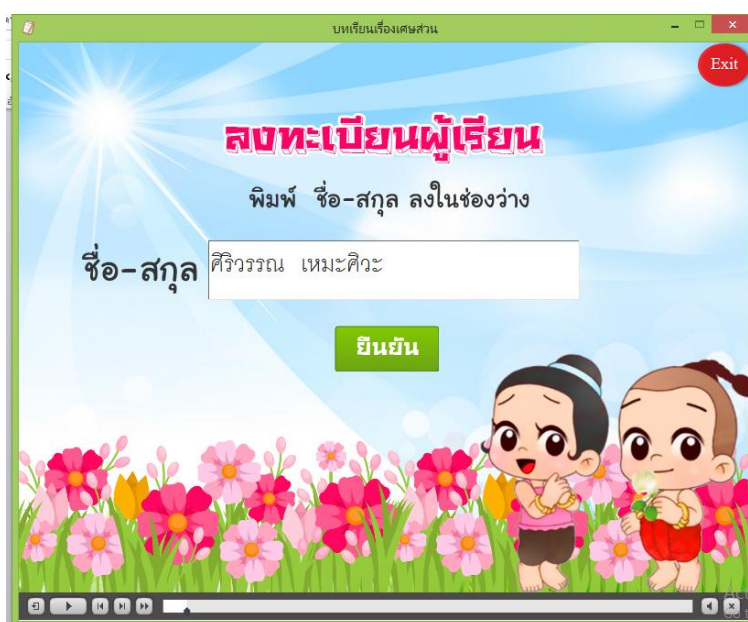 บทเรียนเรื่องเศษส่วน
Exit
ลงทะเบียนผู้เรียน
พิมพ์ ชื่อ-สกุล ลงในช่องว่าง
ชื่อ-สกุล ศิริวรรณ เหมะศิวะ
ยืนยัน